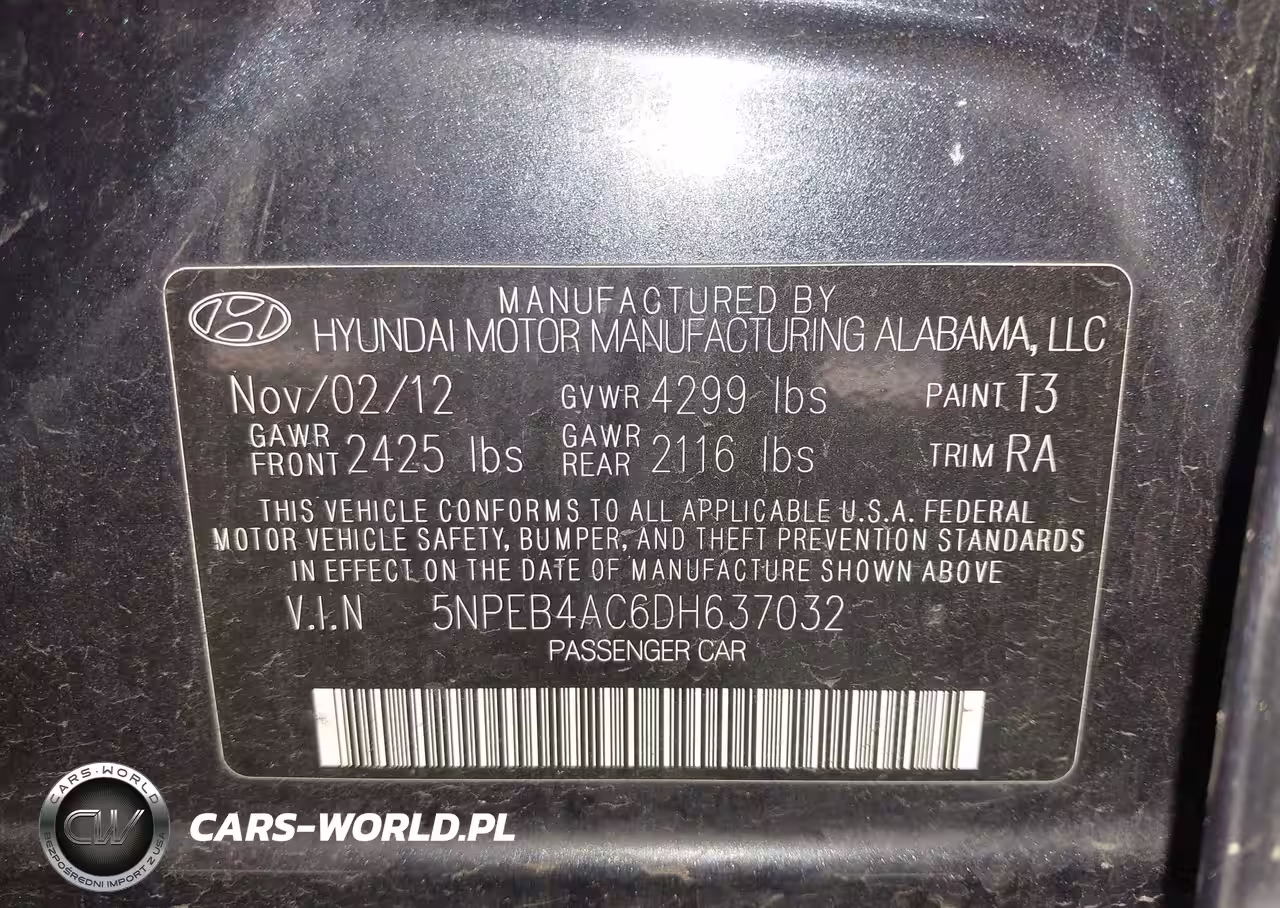 MANUFACTURED BY
HYUNDAI MOTOR MANUFACTURING ALABAMA, LLC
Nov/02/12 GVWR 4299 lbs PAINT T3
GAWR FRONT 2425 lbs GAWR REAR 2116 lbs TRIM RA
THIS VEHICLE CONFORMS TO ALL APPLICABLE U.S.A. FEDERAL
MOTOR VEHICLE SAFETY, BUMPER, AND THEFT PREVENTION STANDARDS
IN EFFECT ON THE DATE OF MANUFACTURE SHOWN ABOVE
V.I.N 5NPEB4AC6DH637032
PASSENGER CAR
CARS-WORLD
CW
BEZPOŚREDNI IMPORT Z USA
CARS-WORLD.PL